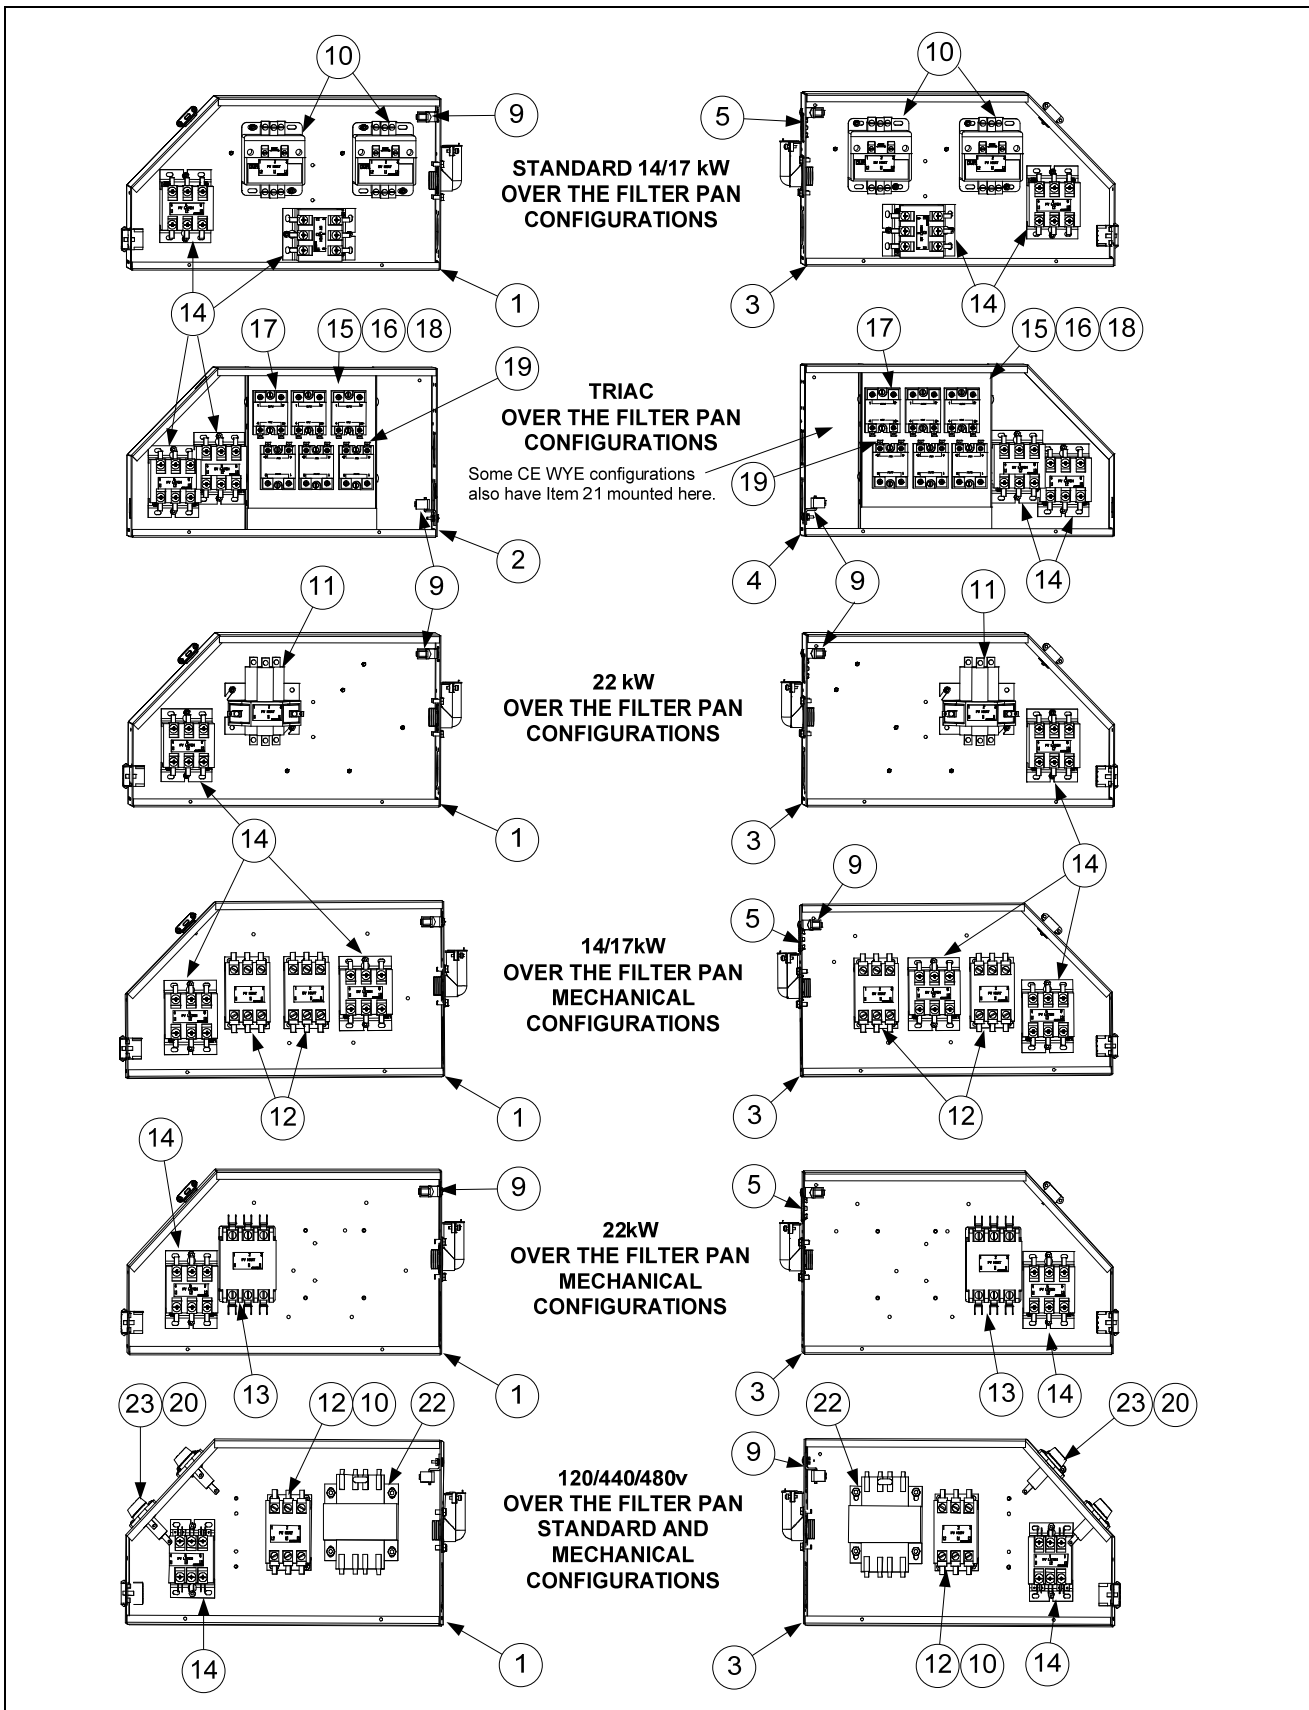 10
10
9
5
STANDARD 14/17 kW
OVER THE FILTER PAN
CONFIGURATIONS
14
1
3
14
17
15 16 18
19
17
15 16 18
TRIAC
OVER THE FILTER PAN
CONFIGURATIONS
Some CE WYE configurations
also have Item 21 mounted here.
19
2
9
4
9
14
11
11
22 kW
OVER THE FILTER PAN
CONFIGURATIONS
14
1
3
14
9
5
14/17kW
OVER THE FILTER PAN
MECHANICAL
CONFIGURATIONS
12
1
3
12
14
9
5
22kW
OVER THE FILTER PAN
MECHANICAL
CONFIGURATIONS
13
1
3
13
14
23 20
12 10
22
22
23 20
9
120/440/480v
OVER THE FILTER PAN
STANDARD AND
MECHANICAL
CONFIGURATIONS
14
1
3
12 10
14